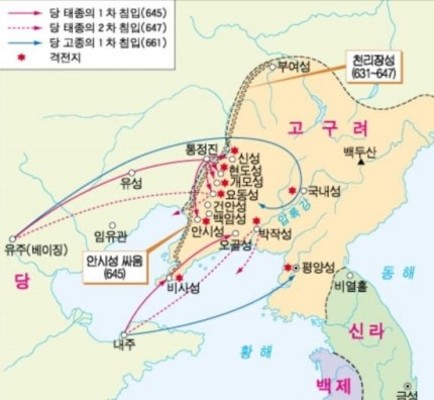 당 태종의 1차 침입(645)
당 태종의 2차 침입(647)
당 고종의 1차 침입(661)
격전지
부여성
천리장성
(631~647)
고구려
백두산
통정진
신성
현도성
개모성
요동성
국내성
압록강
유성
건안성
백암성
안시성
오골성
박작성
임유관
유주(베이징)
안시성 싸움
(645)
당
비사성
평양성
동해
비열홀
내주
신라
황해
백제
금성